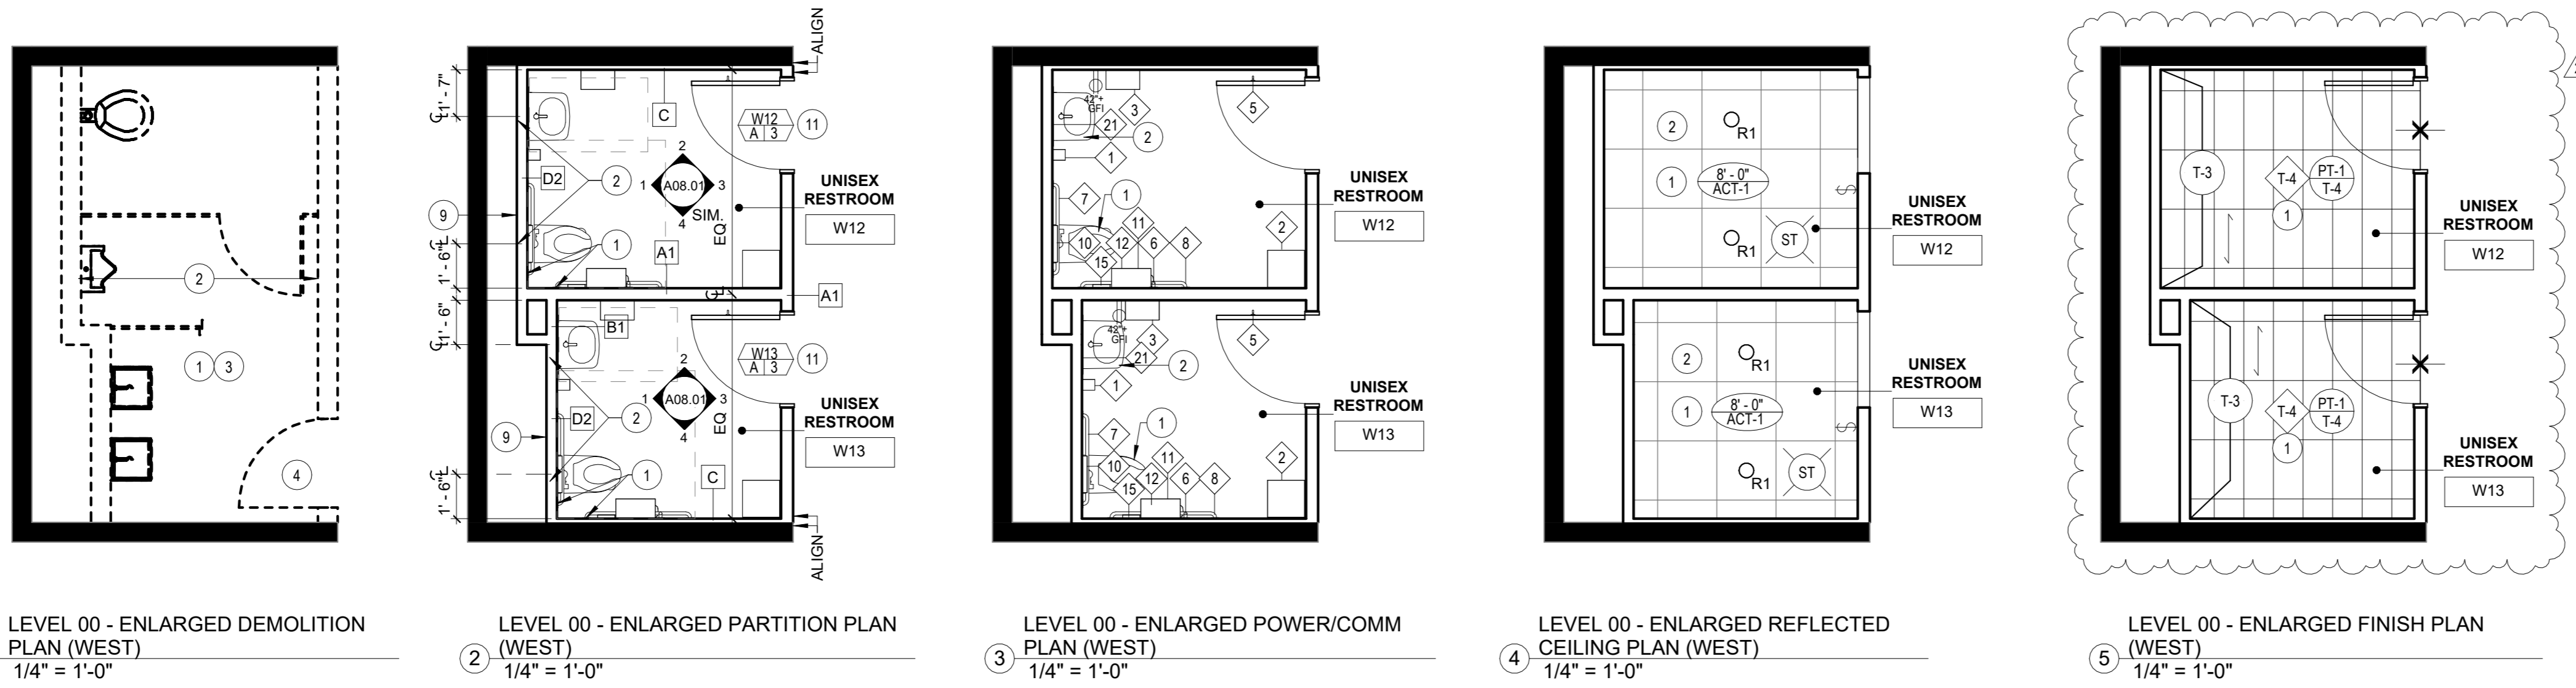 2
1 3
4
LEVEL 00 - ENLARGED DEMOLITION
PLAN (WEST)
1/4" = 1'-0"
ALIGN
1' - 7"
C
W12
A 3
11
2
D2
2
1 A08.01 3
4
SIM.
EQ
UNISEX
RESTROOM
W12
9
1' - 6"
1
A1
A1
1' - 6"
B1
W13
A 3
11
2
1 A08.01 3
4
D2
2
EQ
UNISEX
RESTROOM
W13
9
1
C
1' - 6"
ALIGN
2
LEVEL 00 - ENLARGED PARTITION PLAN
(WEST)
1/4" = 1'-0"
42"+
GFI
3
5
21
2
1
7
1
UNISEX
RESTROOM
W12
11
10
12
6
8
2
15
42"+
GFI
3
5
21
2
1
7
1
UNISEX
RESTROOM
W13
11
10
12
6
8
2
15
3
LEVEL 00 - ENLARGED POWER/COMM
PLAN (WEST)
1/4" = 1'-0"
2
R1
1
8' - 0"
ACT-1
$
UNISEX
RESTROOM
W12
R1
ST
2
R1
1
8' - 0"
ACT-1
$
UNISEX
RESTROOM
W13
R1
ST
4
LEVEL 00 - ENLARGED REFLECTED
CEILING PLAN (WEST)
1/4" = 1'-0"
T-3
T-4
PT-1
T-4
1
UNISEX
RESTROOM
W12
T-3
T-4
PT-1
T-4
1
UNISEX
RESTROOM
W13
5
LEVEL 00 - ENLARGED FINISH PLAN
(WEST)
1/4" = 1'-0"